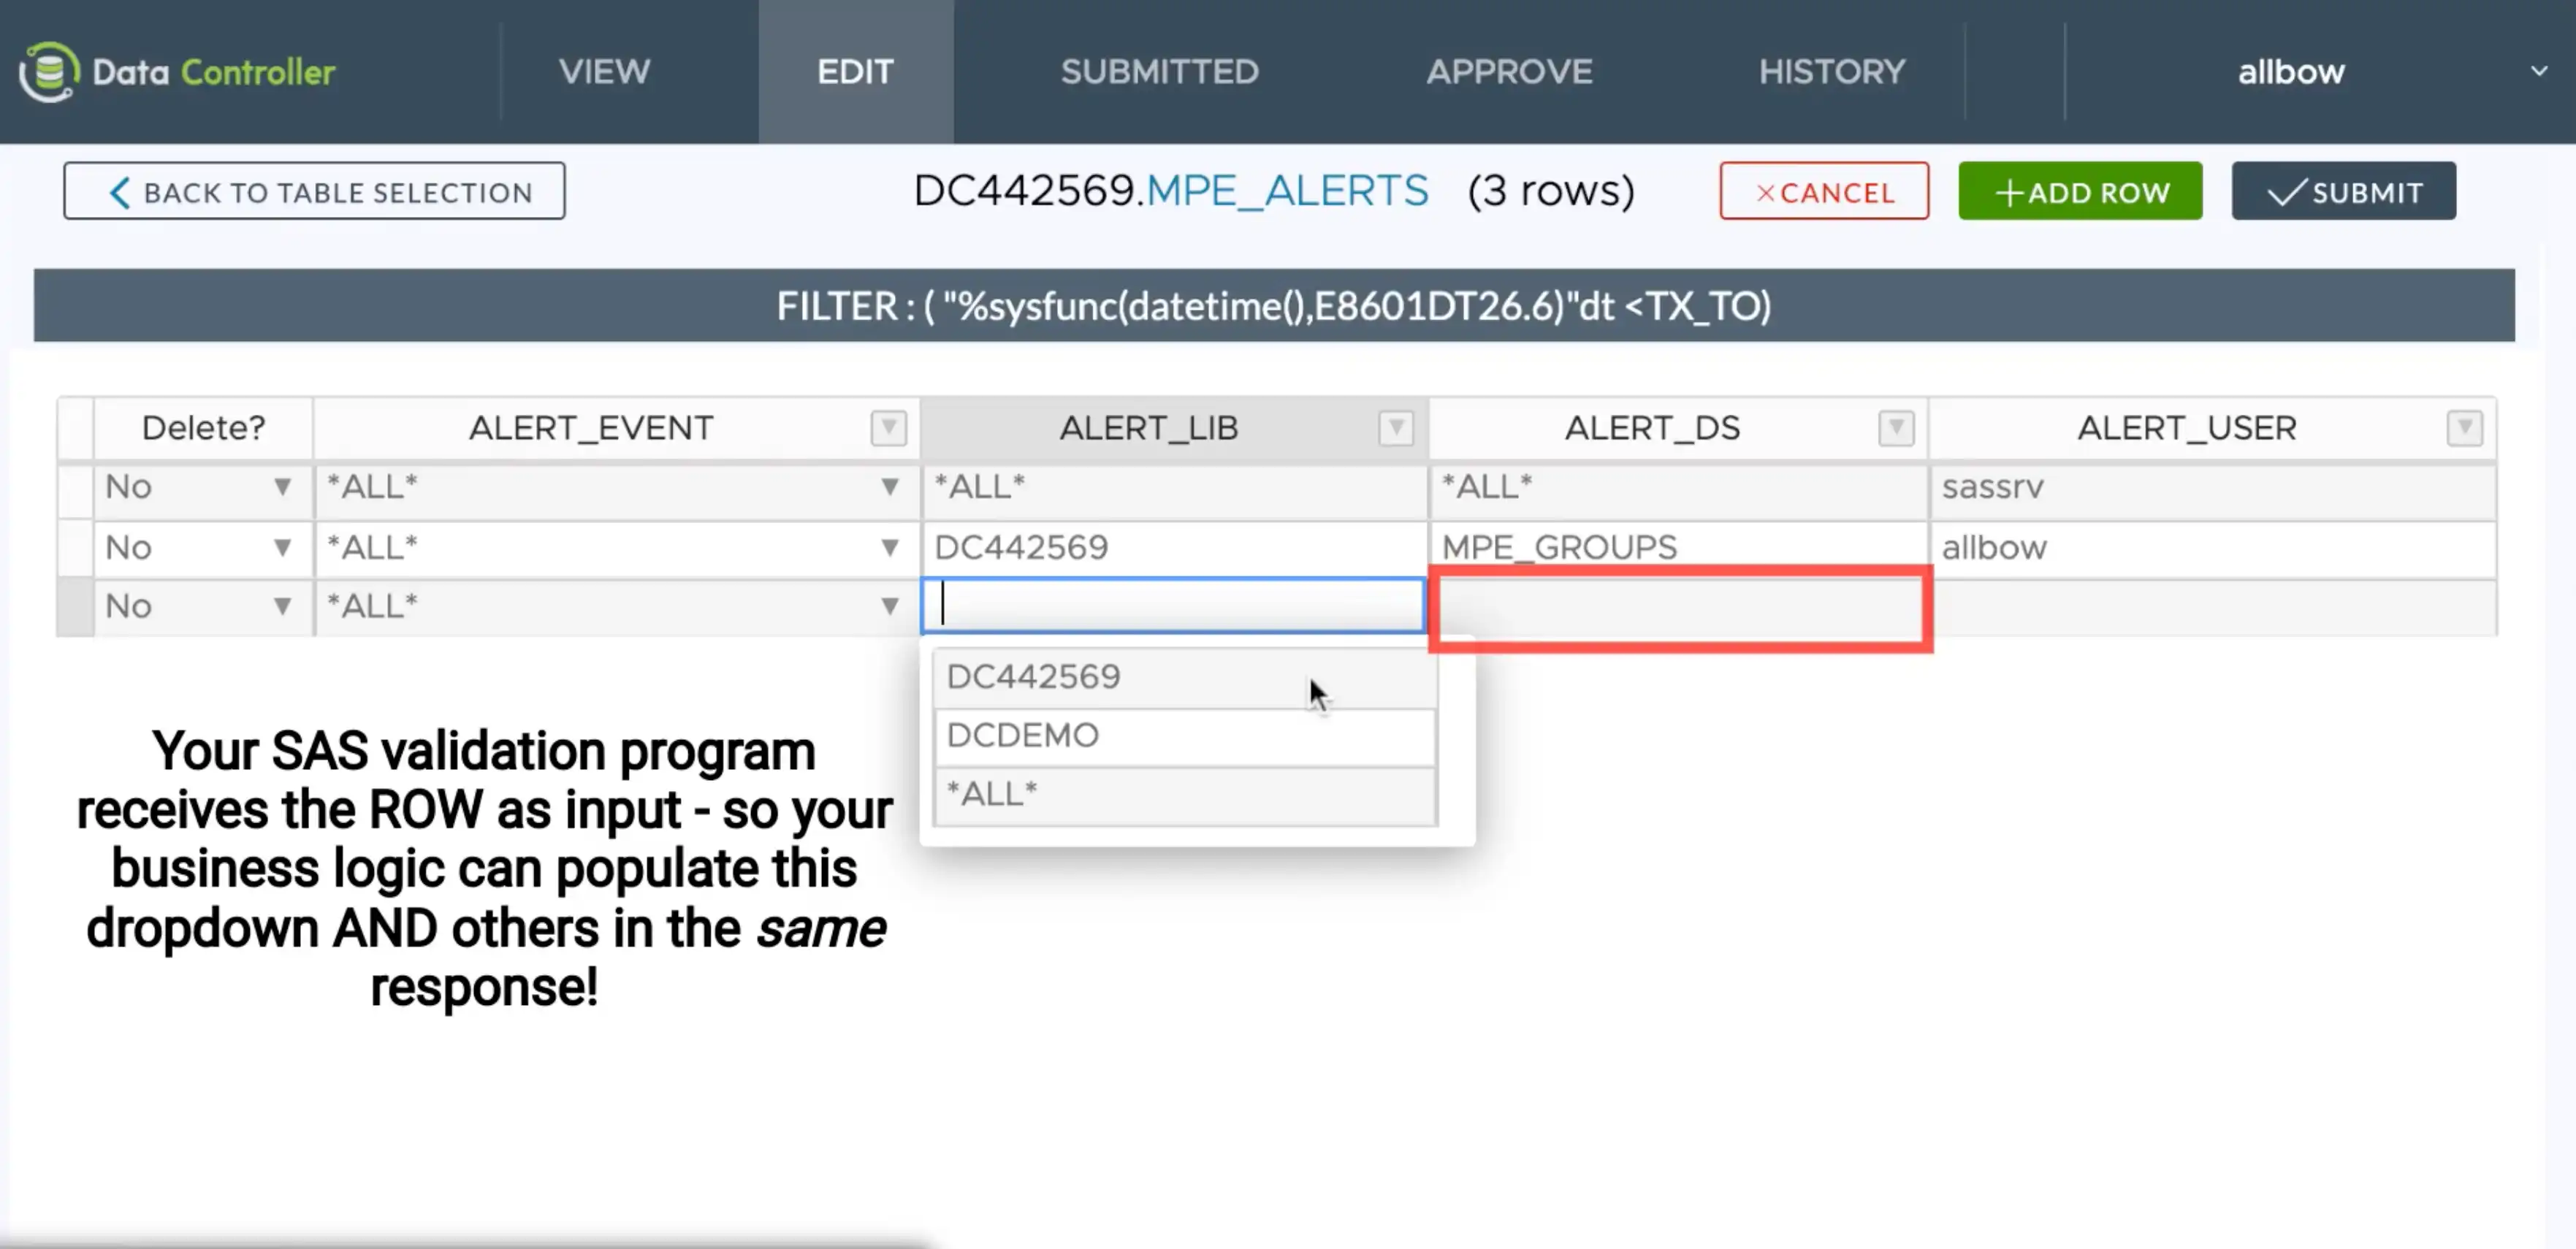 Data Controller VIEW EDIT SUBMITTED APPROVE HISTORY allbow
BACK TO TABLE SELECTION DC442569.MPE_ALERTS (3 rows) ×CANCEL +ADD ROW ✓SUBMIT
FILTER : ( "%sysfunc(datetime(),E8601DT26.6)"dt <TX_TO)
Delete? ALERT_EVENT ALERT_LIB ALERT_DS ALERT_USER
No *ALL* *ALL* *ALL* sassrv
No *ALL* DC442569 MPE_GROUPS allbow
No *ALL*
DC442569
DCDEMO
*ALL*
Your SAS validation program
receives the ROW as input - so your
business logic can populate this
dropdown AND others in the same
response!